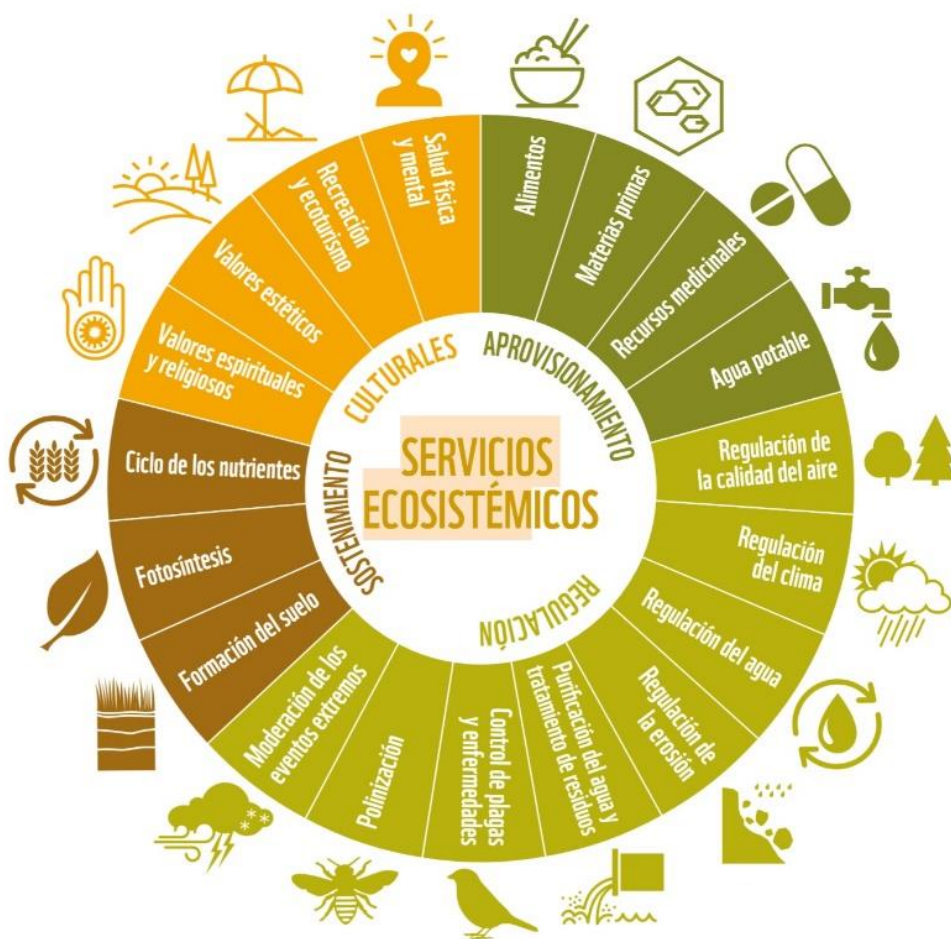 SERVICIOS
ECOSISTÉMICOS
APROVISIONAMIENTO
Alimentos
Materias primas
Recursos medicinales
Agua potable
REGULACIÓN
Regulación de
la calidad del aire
Regulación
del clima
Regulación del agua
Regulación de
la erosión
Purificación del agua y
tratamiento de residuos
Control de plagas
y enfermedades
Polinización
Moderación de los
eventos extremos
SOSTENIMIENTO
Formación del suelo
Fotosíntesis
Ciclo de los nutrientes
CULTURALES
Valores espirituales
y religiosos
Valores estéticos
Recreación
y ecoturismo
Salud física
y mental